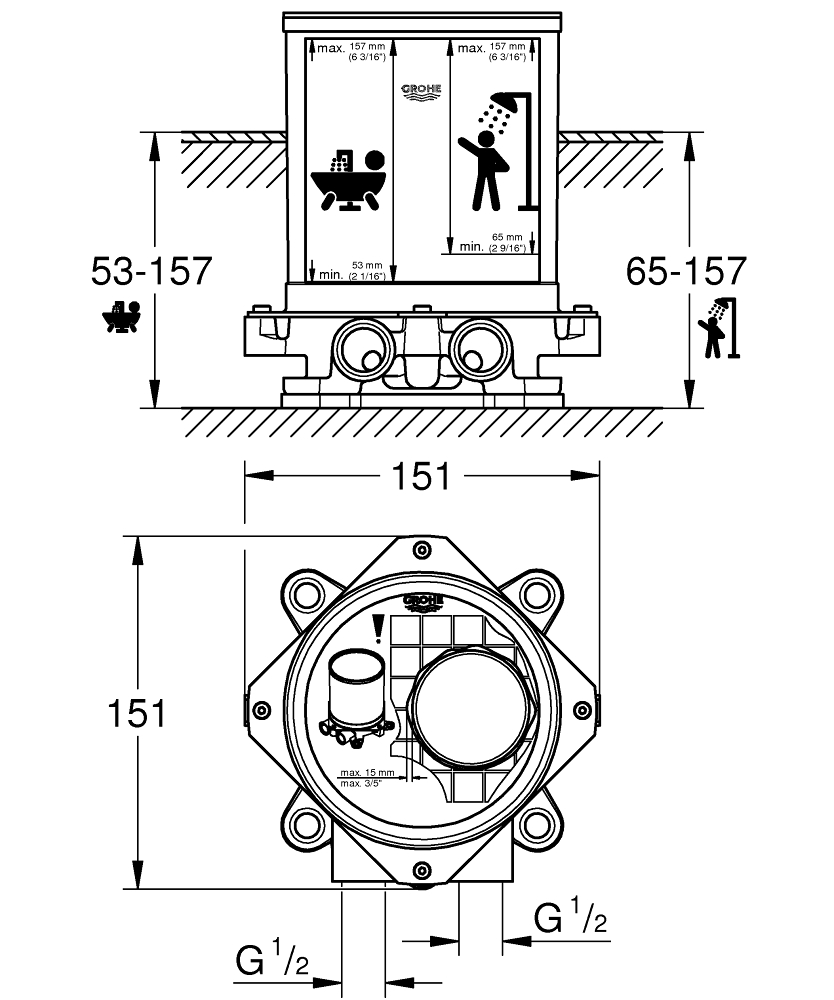 max. 157 mm
(6 3/16")
max. 157 mm
(6 3/16")
GROHE
65 mm
min. (2 9/16")
53 mm
min. (2 1/16")
53-157
65-157
151
GROHE
!
151
max. 15 mm
max. 3/5"
G 1/2
G 1/2